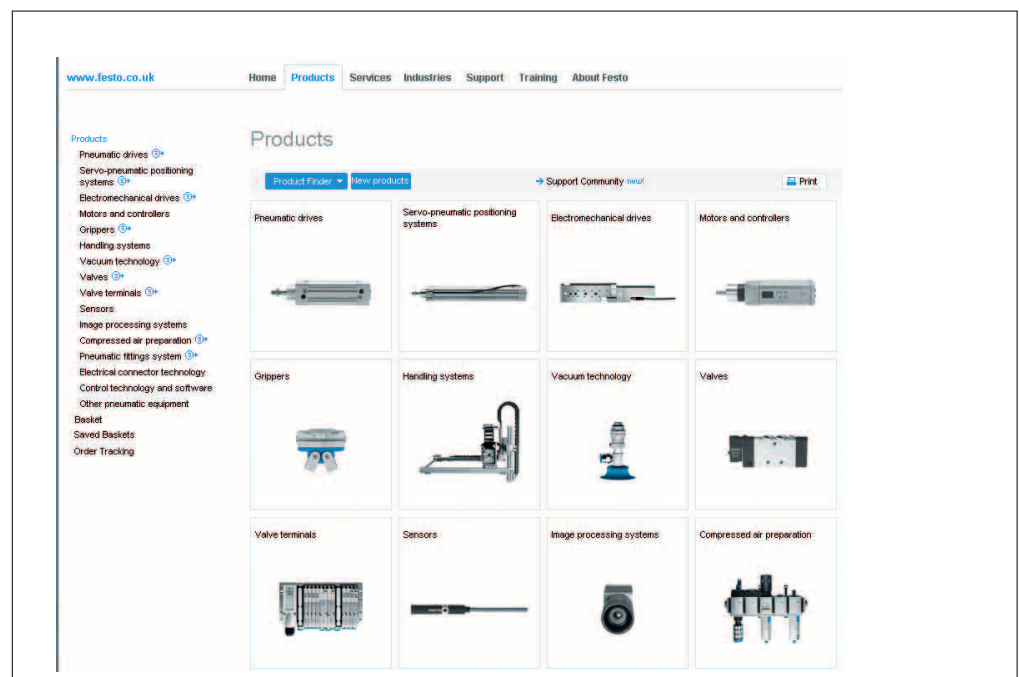 www.festo.co.uk
Home Products Services Industries Support Training About Festo
Products
Pneumatic drives
Servo-pneumatic positioning
systems
Electromechanical drives
Motors and controllers
Grippers
Handling systems
Vacuum technology
Valves
Valve terminals
Sensors
Image processing systems
Compressed air preparation
Pneumatic fittings system
Electrical connector technology
Control technology and software
Other pneumatic equipment
Basket
Saved Baskets
Order Tracking
Products
Product Finder New products Support Community new! Print
Pneumatic drives
Servo-pneumatic positioning
systems
Electromechanical drives
Motors and controllers
Grippers
Handling systems
Vacuum technology
Valves
Valve terminals
Sensors
Image processing systems
Compressed air preparation